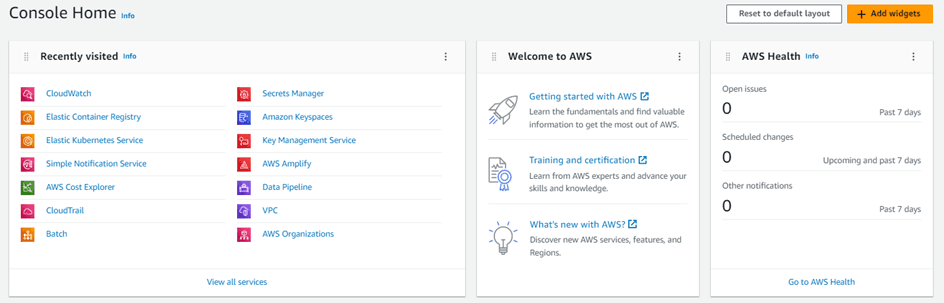 Console Home Info
Reset to default layout
+ Add widgets
Recently visited Info
CloudWatch
Elastic Container Registry
Elastic Kubernetes Service
Simple Notification Service
AWS Cost Explorer
CloudTrail
Batch
Secrets Manager
Amazon Keyspaces
Key Management Service
AWS Amplify
Data Pipeline
VPC
AWS Organizations
View all services
Welcome to AWS
Getting started with AWS
Learn the fundamentals and find valuable
information to get the most out of AWS.
Training and certification
Learn from AWS experts and advance your
skills and knowledge.
What's new with AWS?
Discover new AWS services, features, and
Regions.
AWS Health Info
Open issues
0 Past 7 days
Scheduled changes
0 Upcoming and past 7 days
Other notifications
0 Past 7 days
Go to AWS Health